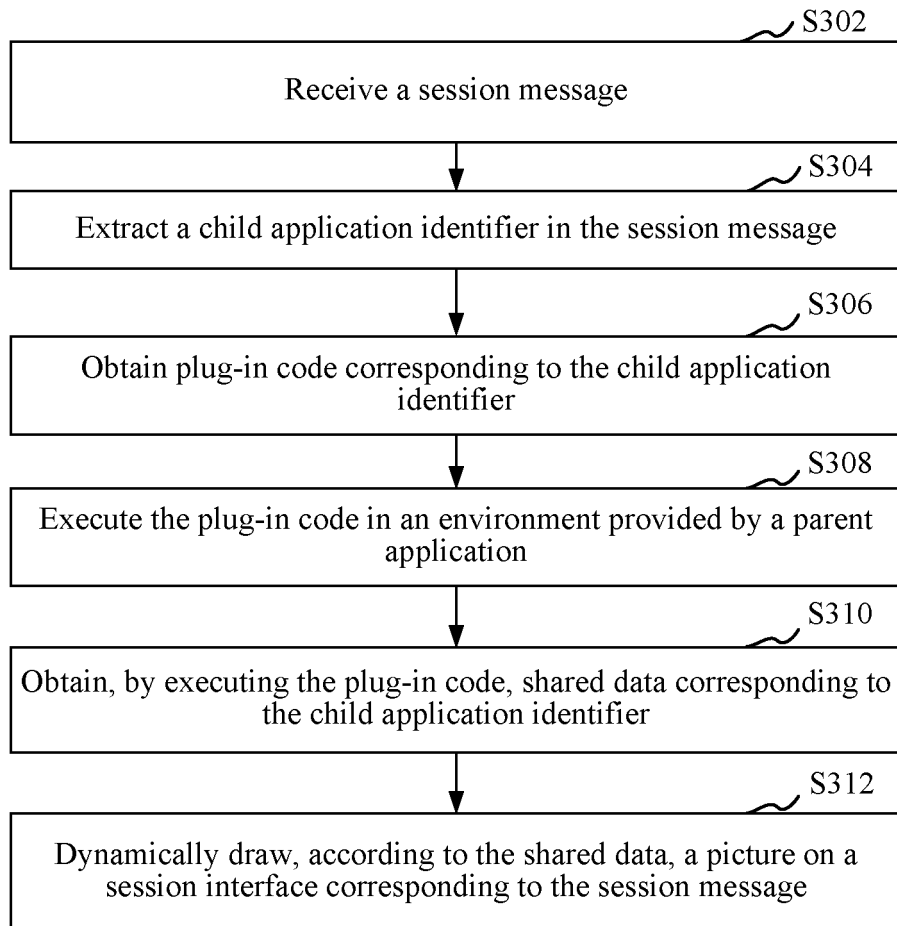 S302
Receive a session message
S304
Extract a child application identifier in the session message
S306
Obtain plug-in code corresponding to the child application
identifier
S308
Execute the plug-in code in an environment provided by a parent
application
S310
Obtain, by executing the plug-in code, shared data corresponding to
the child application identifier
S312
Dynamically draw, according to the shared data, a picture on a
session interface corresponding to the session message